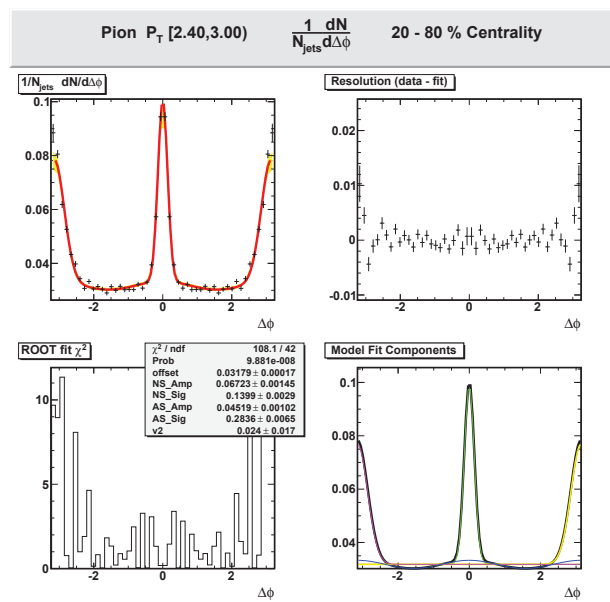 Pion P_T [2.40,3.00) 1/N_jets dN/dΔϕ 20 - 80 % Centrality
1/N_jets dN/dΔϕ
0.1
0.08
0.06
0.04
-2 0 2
Δϕ
Resolution (data - fit)
0.02
0.01
0
-0.01
-2 0 2
Δϕ
ROOT fit χ²
χ² / ndf 108.1 / 42
Prob 9.881e-008
offset 0.03179 ± 0.00017
NS_Amp 0.06723 ± 0.00145
NS_Sig 0.1399 ± 0.0029
AS_Amp 0.04519 ± 0.00102
AS_Sig 0.2836 ± 0.0065
v2 0.024 ± 0.017
10
5
0
-2 0 2
Δϕ
Model Fit Components
0.1
0.08
0.06
0.04
-2 0 2
Δϕ